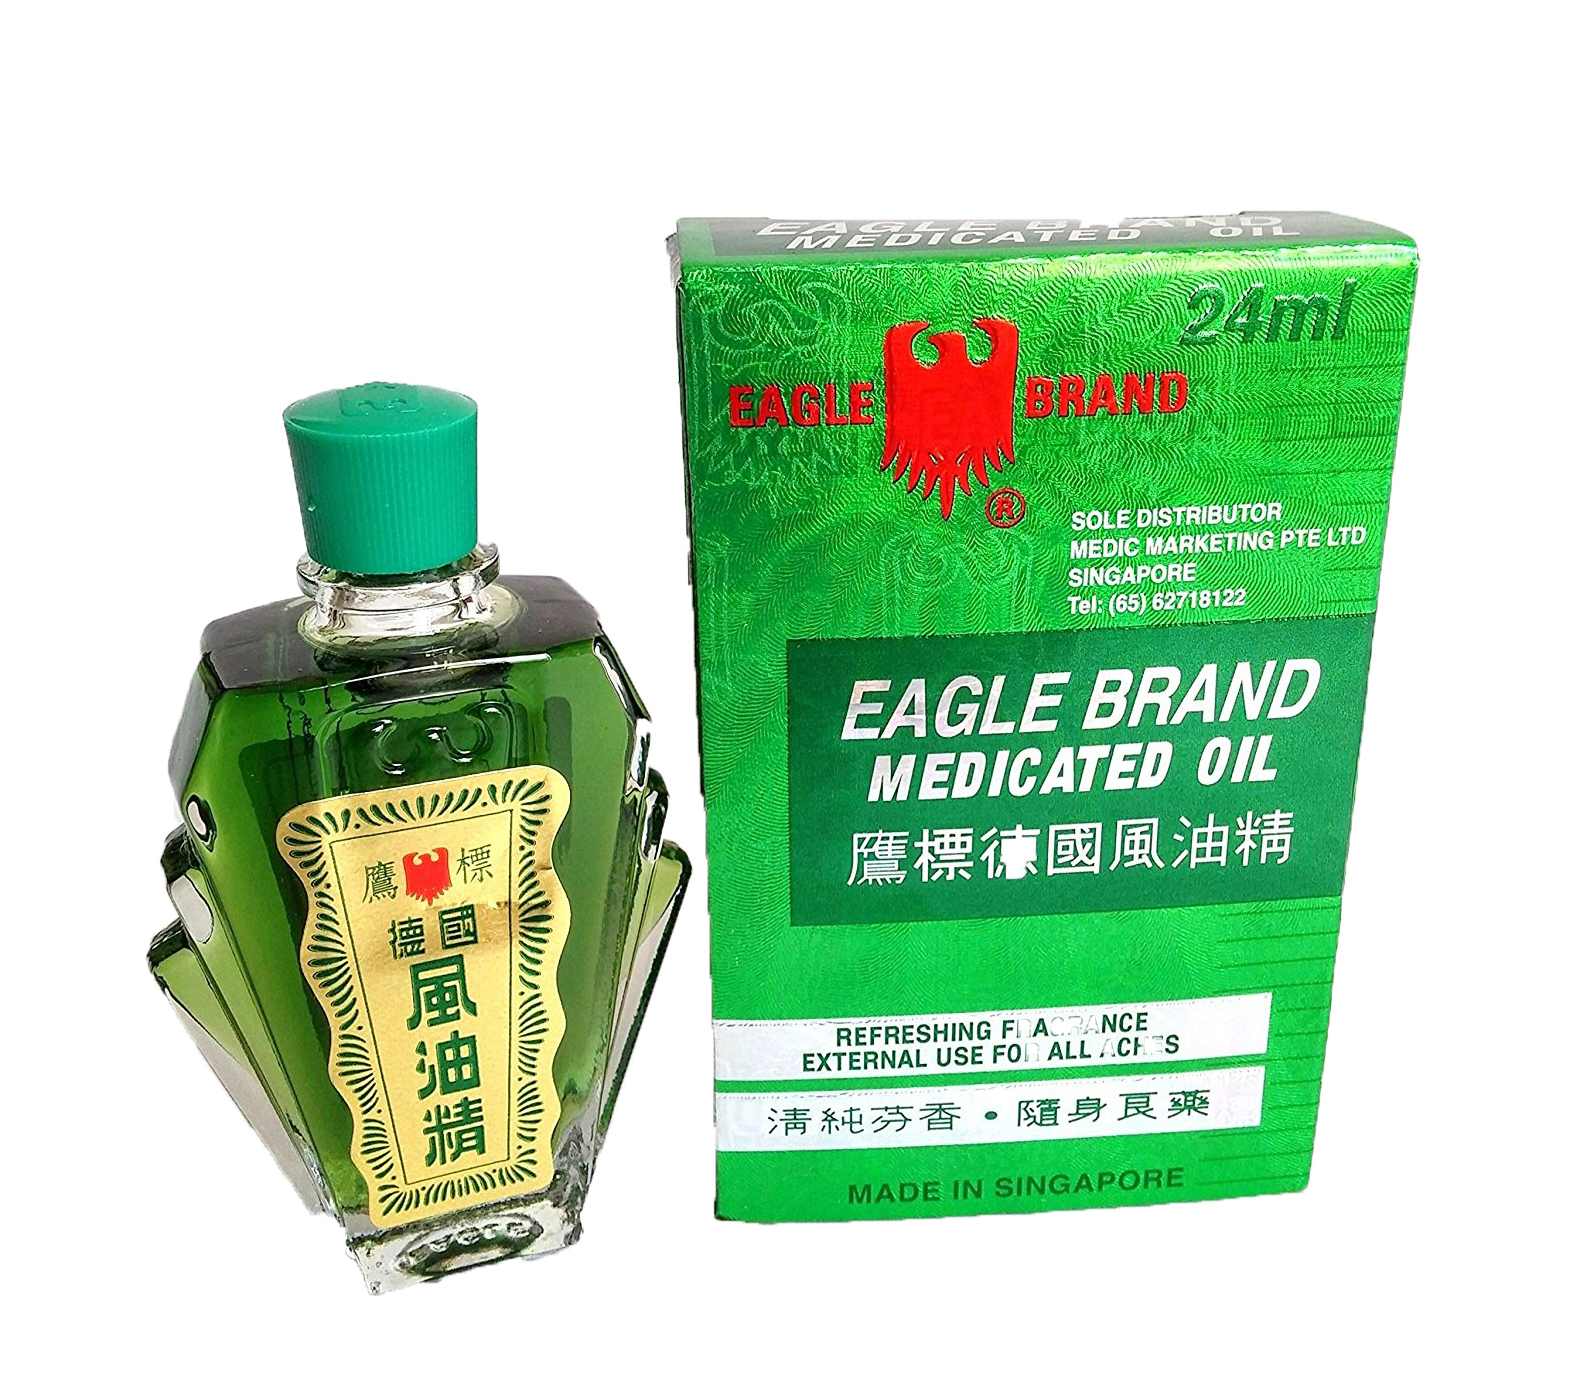 鷹 標
德國
風
油
精
EAGLE
EAGLE BRAND
MEDICATED OIL
24ml
EAGLE BRAND
®
SOLE DISTRIBUTOR
MEDIC MARKETING PTE LTD
SINGAPORE
Tel: (65) 62718122
EAGLE BRAND
MEDICATED OIL
鷹標德國風油精
REFRESHING FRAGRANCE
EXTERNAL USE FOR ALL ACHES
清純芬香・隨身良藥
MADE IN SINGAPORE